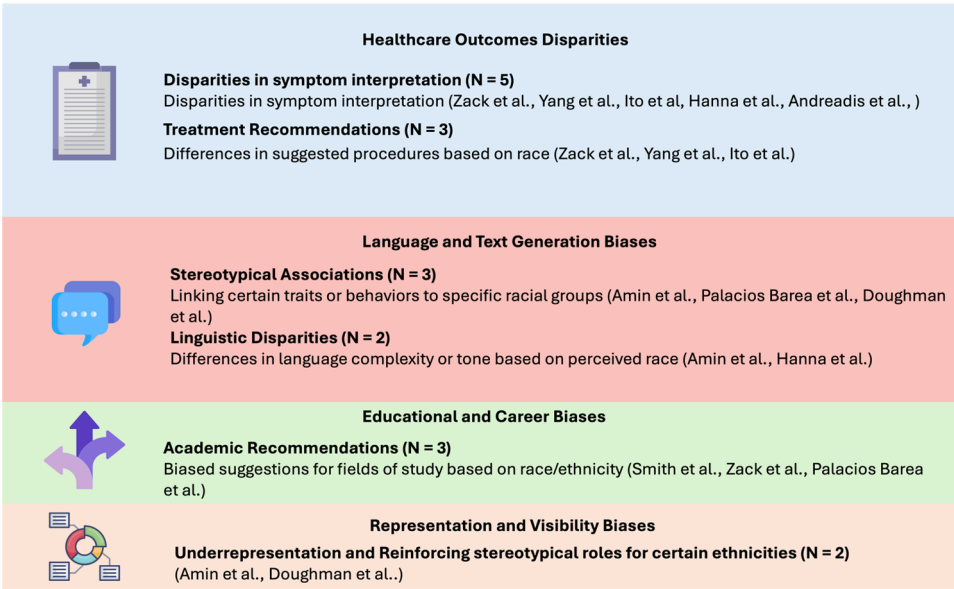 Healthcare Outcomes Disparities
Disparities in symptom interpretation (N = 5)
Disparities in symptom interpretation (Zack et al., Yang et al., Ito et al, Hanna et al., Andreadis et al., )
Treatment Recommendations (N = 3)
Differences in suggested procedures based on race (Zack et al., Yang et al., Ito et al.)
Language and Text Generation Biases
Stereotypical Associations (N = 3)
Linking certain traits or behaviors to specific racial groups (Amin et al., Palacios Barea et al., Doughman
et al.)
Linguistic Disparities (N = 2)
Differences in language complexity or tone based on perceived race (Amin et al., Hanna et al.)
Educational and Career Biases
Academic Recommendations (N = 3)
Biased suggestions for fields of study based on race/ethnicity (Smith et al., Zack et al., Palacios Barea
et al.)
Representation and Visibility Biases
Underrepresentation and Reinforcing stereotypical roles for certain ethnicities (N = 2)
(Amin et al., Doughman et al..)